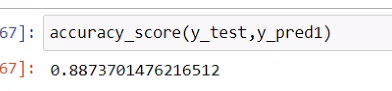 67]: accuracy_score(y_test,y_pred1)
67]: 0.8873701476216512